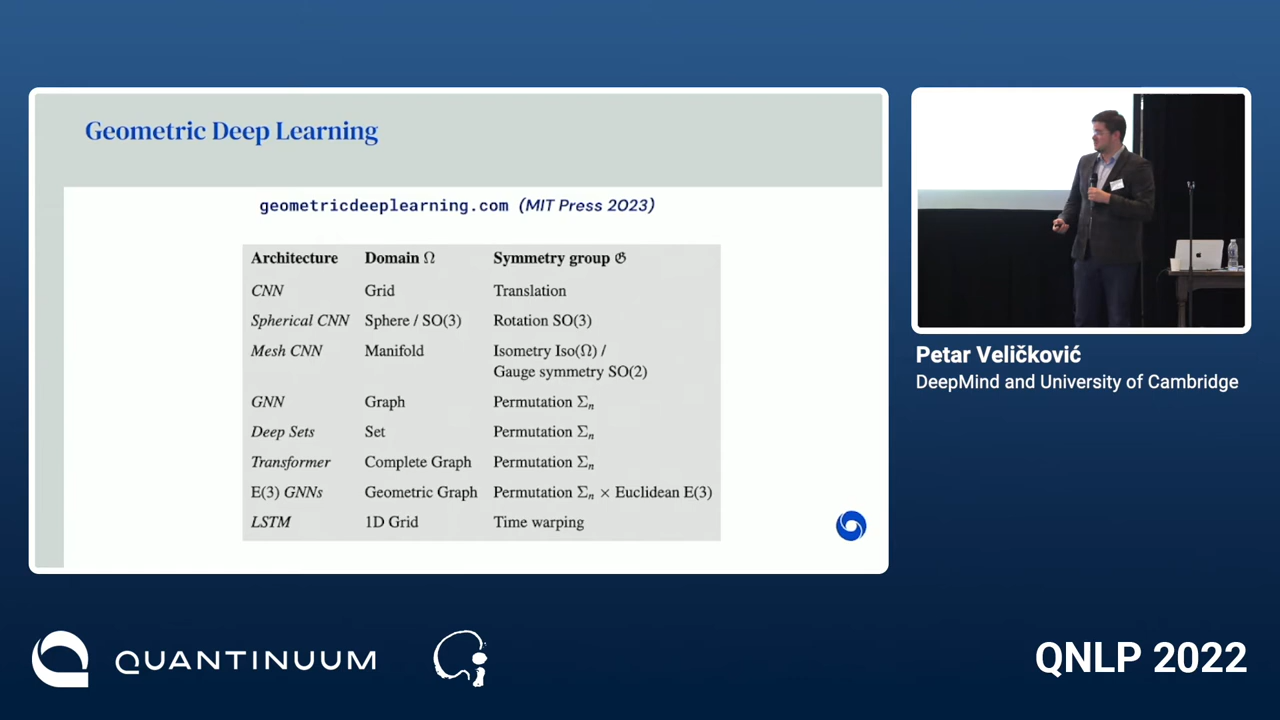 Geometric Deep Learning
geometricdeeplearning.com (MIT Press 2023)
Architecture Domain Ω Symmetry group 𝔊
CNN Grid Translation
Spherical CNN Sphere / SO(3) Rotation SO(3)
Mesh CNN Manifold Isometry Iso(Ω) /
Gauge symmetry SO(2)
GNN Graph Permutation Σn
Deep Sets Set Permutation Σn
Transformer Complete Graph Permutation Σn
E(3) GNNs Geometric Graph Permutation Σn × Euclidean E(3)
LSTM 1D Grid Time warping
Petar Veličković
DeepMind and University of Cambridge
QUANTINUUM
QNLP 2022